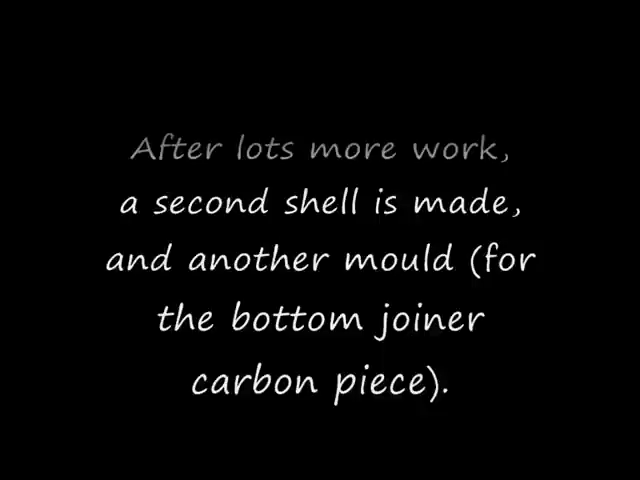 After lots more work,
a second shell is made,
and another mould (for
the bottom joiner
carbon piece).